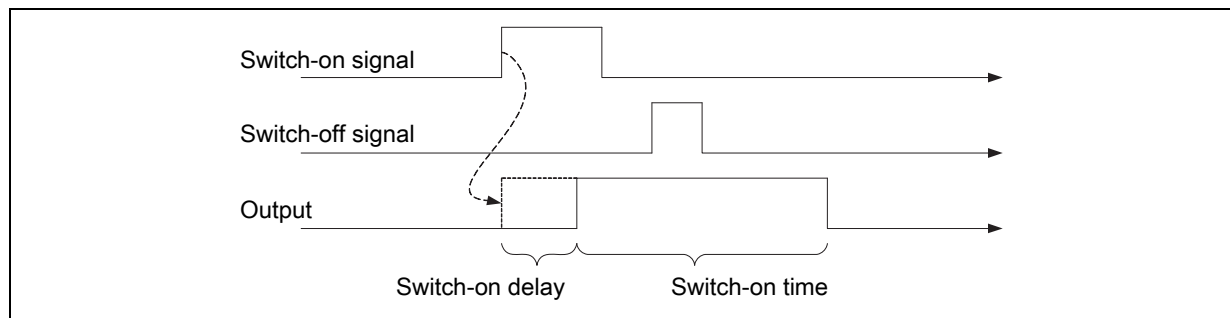 Switch-on signal
Switch-off signal
Output
Switch-on delay
Switch-on time